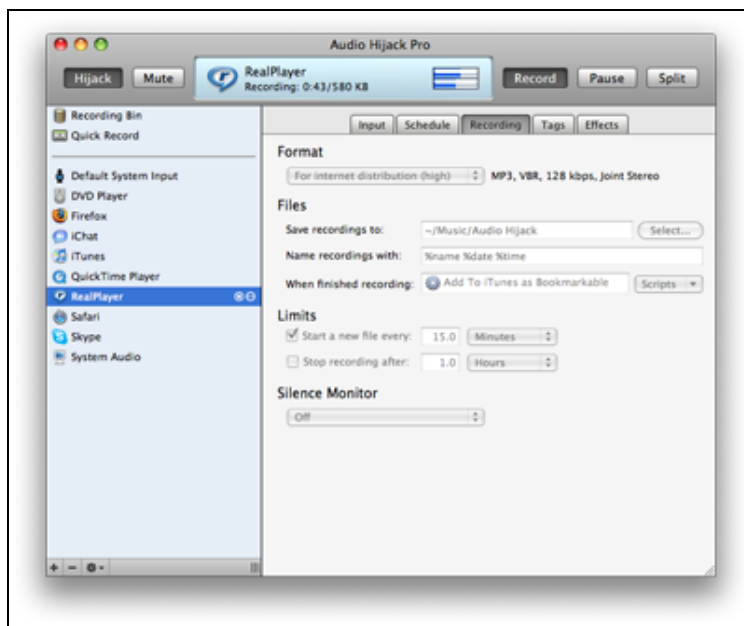 Audio Hijack Pro
Hijack Mute RealPlayer Record Pause Split
Recording: 0:43/580 KB
Recording Bin
Quick Record
Default System Input
DVD Player
Firefox
iChat
iTunes
QuickTime Player
RealPlayer
Safari
Skype
System Audio
Input Schedule Recording Tags Effects
Format
For internet distribution (high) MP3, VBR, 128 kbps, Joint Stereo
Files
Save recordings to: ~/Music/Audio Hijack Select...
Name recordings with: %name %date %time
When finished recording: Add To iTunes as Bookmarkable Scripts
Limits
Start a new file every: 15.0 Minutes
Stop recording after: 1.0 Hours
Silence Monitor
Off